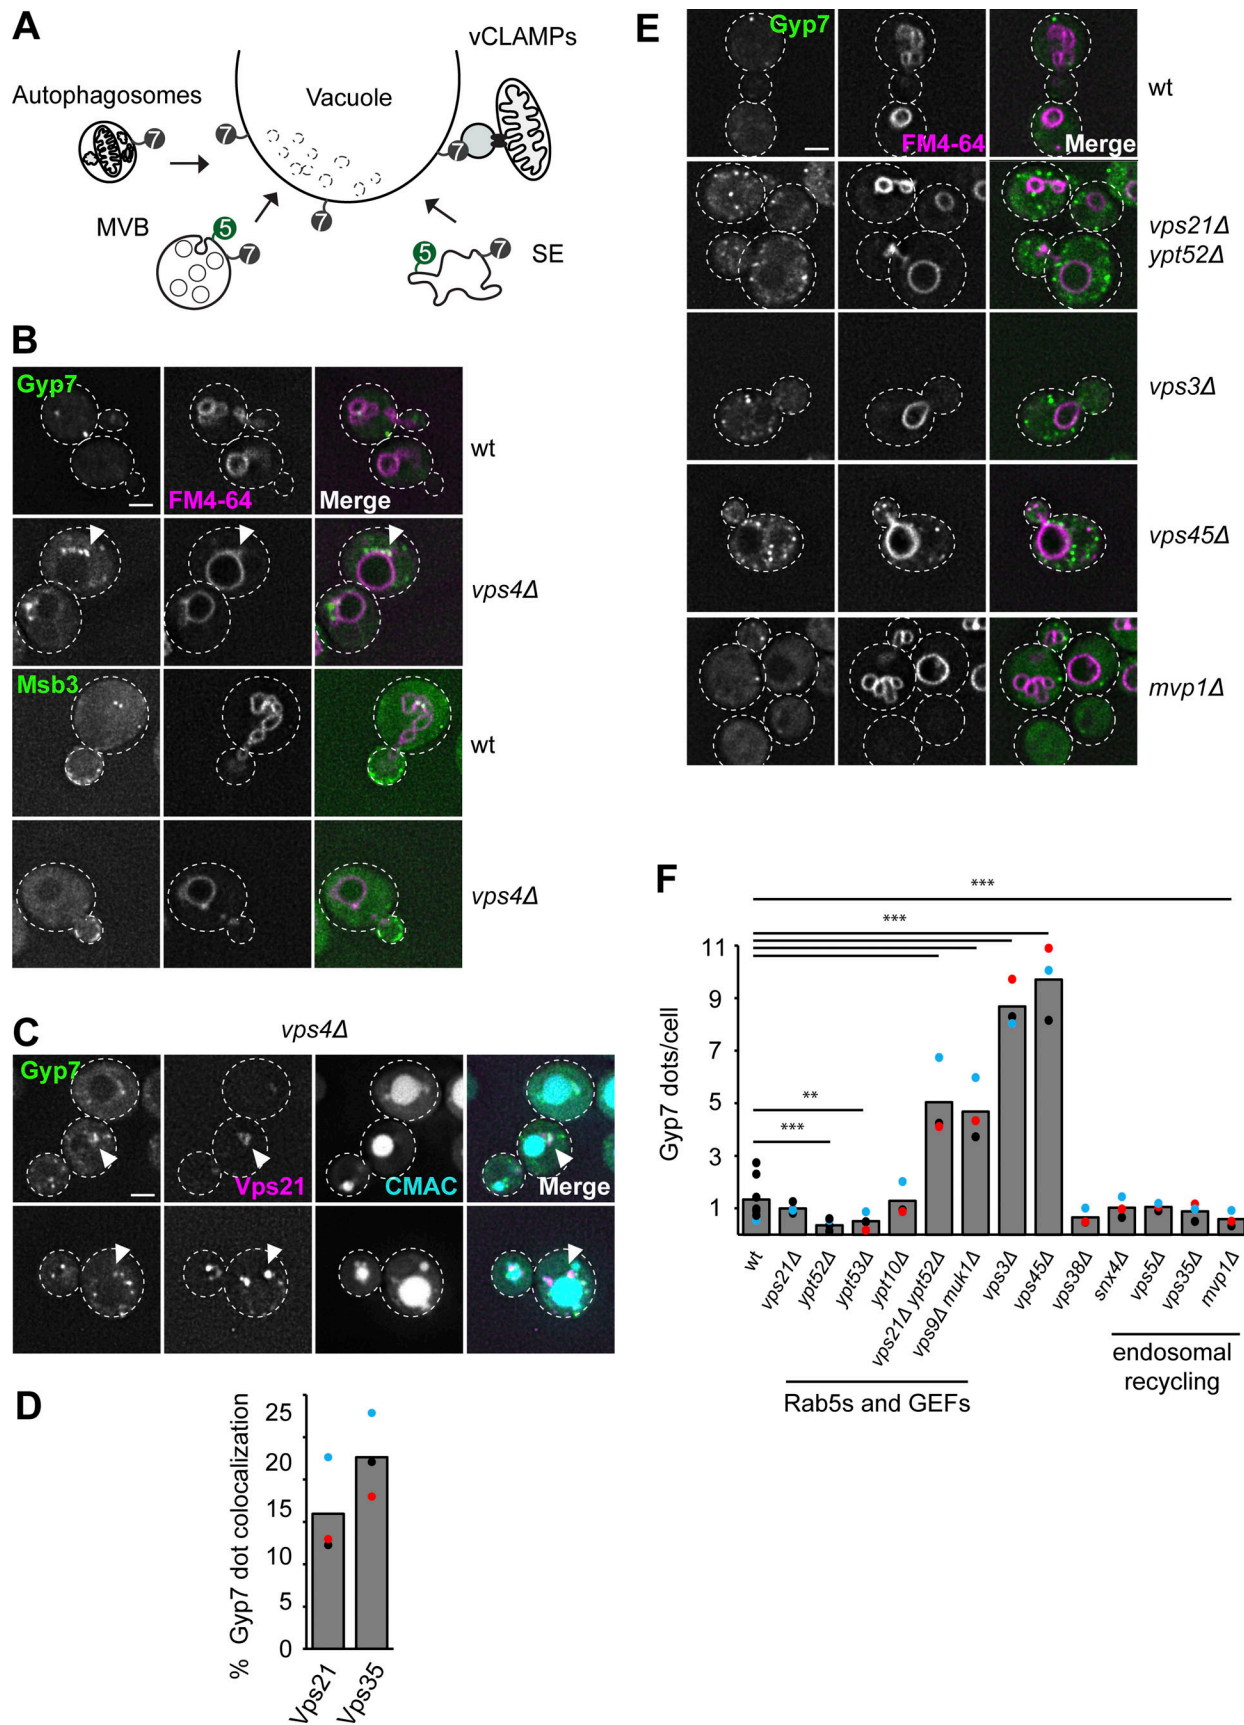 A
Autophagosomes
7
7
Vacuole
vCLAMPs
7
MVB
5
7
7
5
7
SE
B
Gyp7
FM4-64
Merge
wt
vps4Δ
Msb3
wt
vps4Δ
C
vps4Δ
Gyp7
Vps21
CMAC
Merge
D
% Gyp7 dot colocalization
25
20
15
10
5
0
Vps21
Vps35
E
Gyp7
FM4-64
Merge
wt
vps21Δ
ypt52Δ
vps3Δ
vps45Δ
mvp1Δ
F
***
***
**
***
Gyp7 dots/cell
11
9
7
5
3
1
wt
vps21Δ
ypt52Δ
ypt53Δ
ypt10Δ
vps21Δ ypt52Δ
vps9Δ muk1Δ
vps3Δ
vps45Δ
vps38Δ
snx4Δ
vps5Δ
vps35Δ
mvp1Δ
Rab5s and GEFs
endosomal
recycling